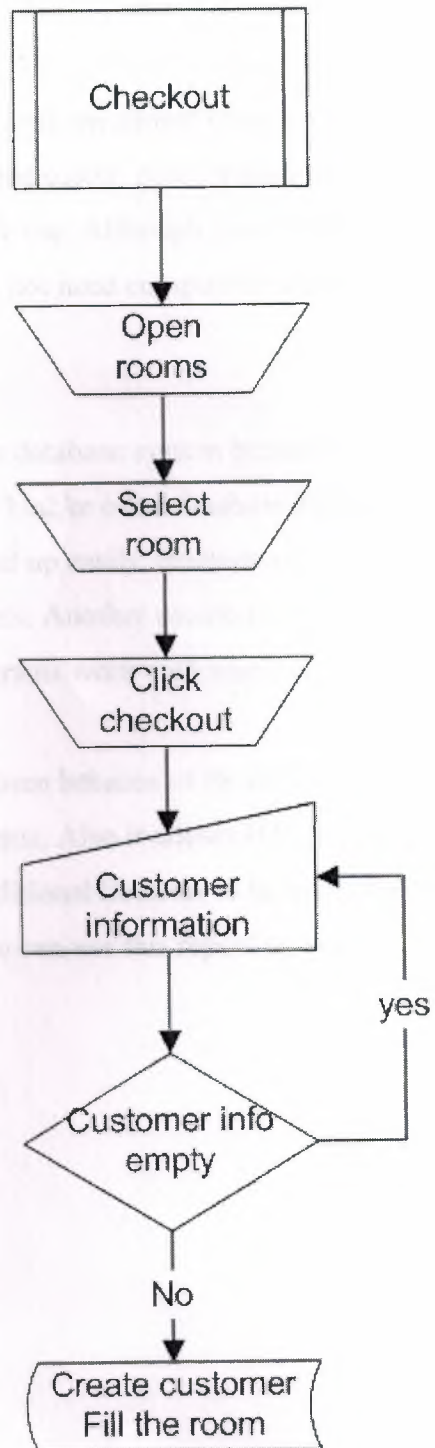 Checkout
Open
rooms
Select
room
Click
checkout
Customer
information
yes
Customer info
empty
No
Create customer
Fill the room